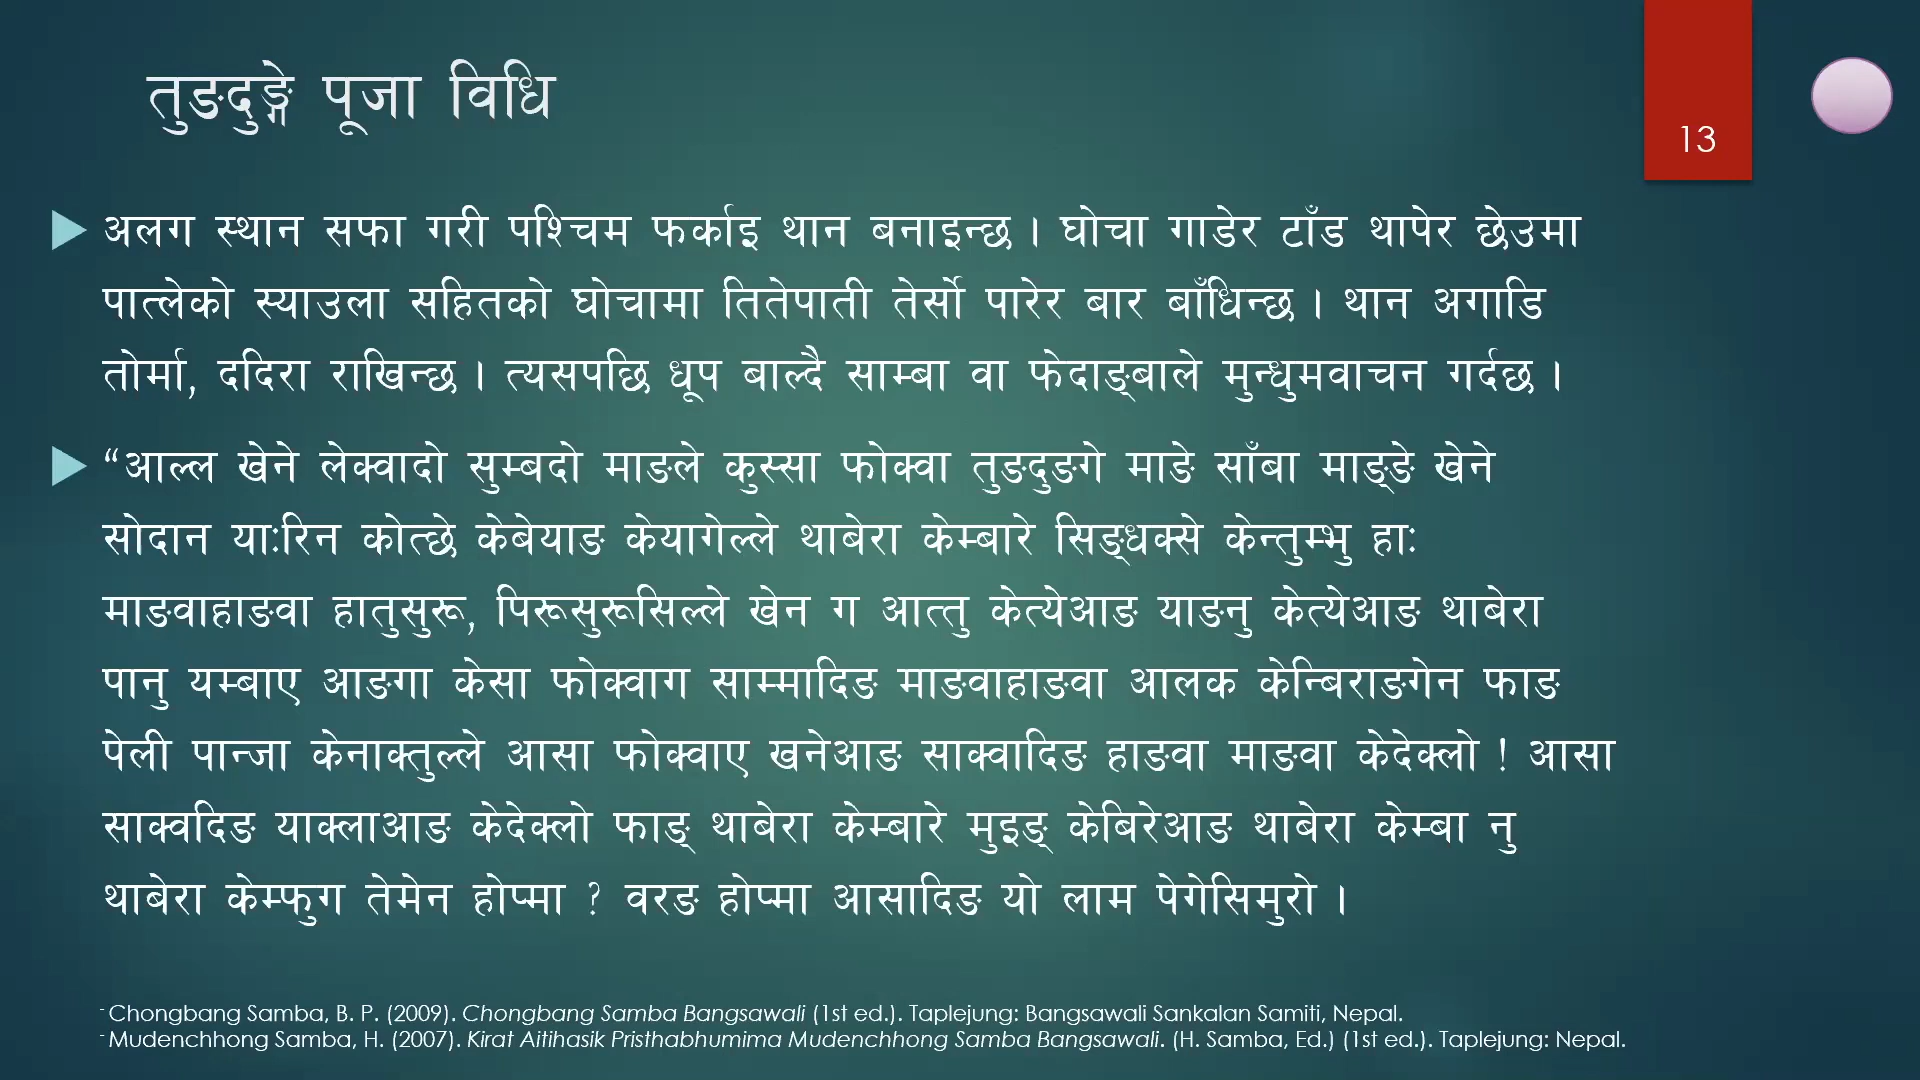 तुङदुङ्गे पूजा विधि
13
अलग स्थान सफा गरी पश्चिम फर्काइ थान बनाइन्छ । घोचा गाडेर टाँड थापेर छेउमा
पात्लेको स्याउला सहितको घोचामा तितेपाती तेर्सो पारेर बार बाँधिन्छ । थान अगाडि
तोर्मा, ददिरा राखिन्छ । त्यसपछि धूप बाल्दै साम्बा वा फेदाङ्बाले मुन्धुमवाचन गर्दछ ।
“आल्ल खेने लेक्वादो सुम्बदो माङले कुस्सा फोक्वा तुङदुङगे माङे साँबा माङ्ङे खेने
सोदान याःरिन कोत्छे केबेयाङ केयागेल्ले थाबेरा केम्बारे सिङ्धक्से केन्तुम्भु हाः
माङवाहाङवा हातुसुरू, पिरूसुरूसिल्ले खेन ग आत्तु केत्येआङ याङनु केत्येआङ थाबेरा
पानु यम्बाए आङगा केसा फोक्वाग साम्मादिङ माङवाहाङवा आलक केन्बिराङगेन फाङ
पेली पान्जा केनाक्तुल्ले आसा फोक्वाए खनेआङ साक्वादिङ हाङवा माङवा केदेक्लो ! आसा
साक्वदिङ याक्लाआङ केदेक्लो फाङ् थाबेरा केम्बारे मुइङ् केबिरेआङ थाबेरा केम्बा नु
थाबेरा केम्फुग तेमेन होप्मा ? वरङ होप्मा आसादिङ यो लाम पेगेसिमुरो ।
- Chongbang Samba, B. P. (2009). Chongbang Samba Bangsawali (1st ed.). Taplejung: Bangsawali Sankalan Samiti, Nepal.
- Mudenchhong Samba, H. (2007). Kirat Aitihasik Pristhabhumima Mudenchhong Samba Bangsawali. (H. Samba, Ed.) (1st ed.). Taplejung: Nepal.